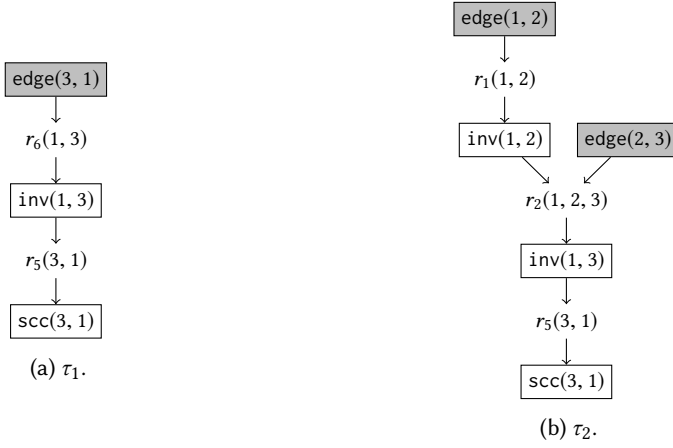 edge(3, 1)
r₆(1, 3)
inv(1, 3)
r₅(3, 1)
scc(3, 1)
(a) τ₁.
edge(1, 2)
r₁(1, 2)
inv(1, 2)
edge(2, 3)
r₂(1, 2, 3)
inv(1, 3)
r₅(3, 1)
scc(3, 1)
(b) τ₂.